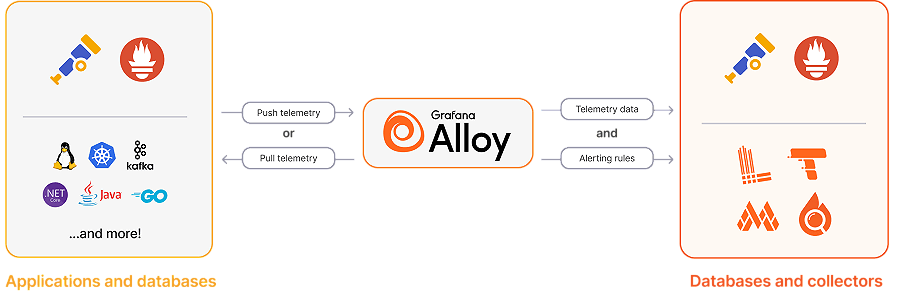 Push telemetry
or
Pull telemetry
Grafana
Alloy
Telemetry data
and
Alerting rules
kafka
.NET
Core
Java
GO
...and more!
Applications and databases
Databases and collectors